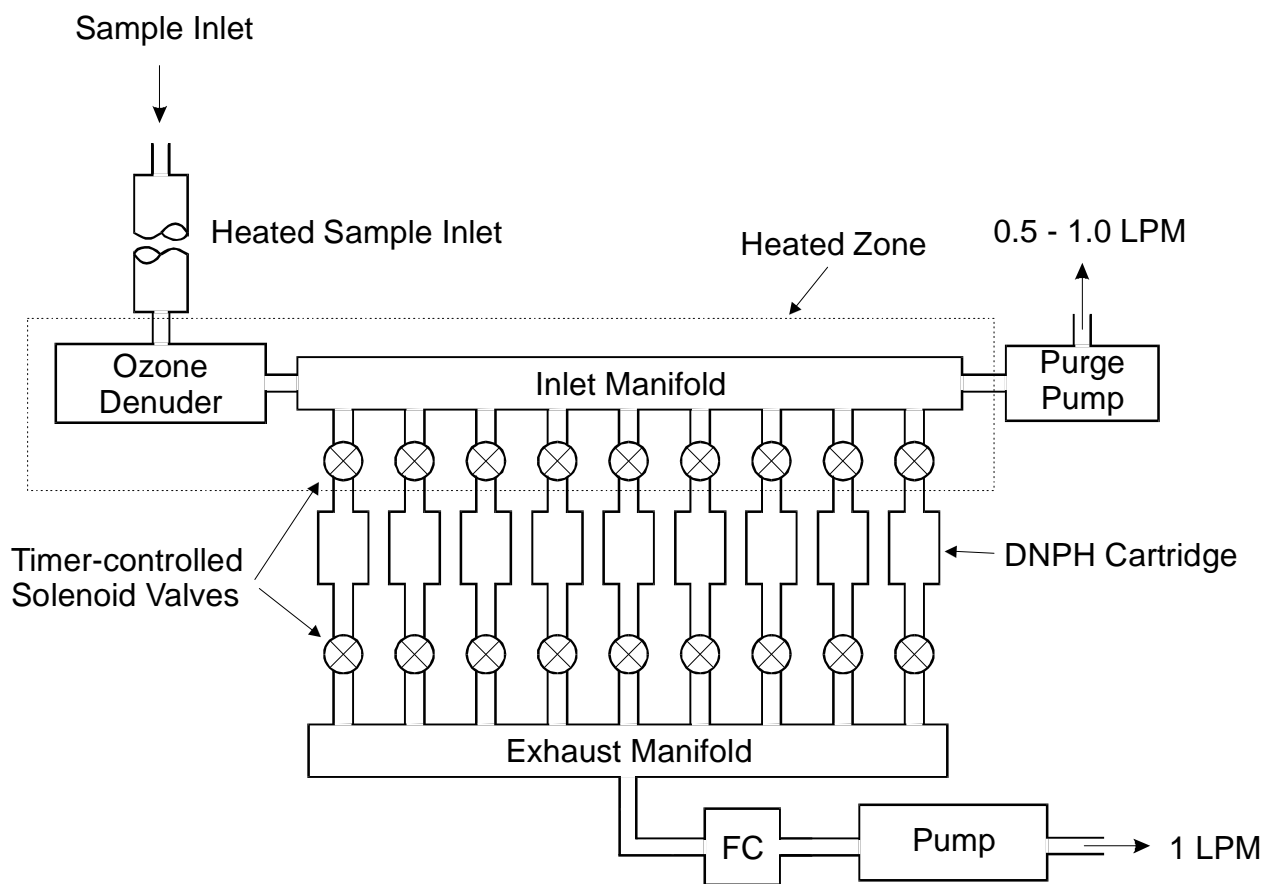 Sample Inlet
Heated Sample Inlet
Heated Zone
0.5 - 1.0 LPM
Ozone
Denuder
Inlet Manifold
Purge
Pump
Timer-controlled
Solenoid Valves
DNPH Cartridge
Exhaust Manifold
FC
Pump
1 LPM